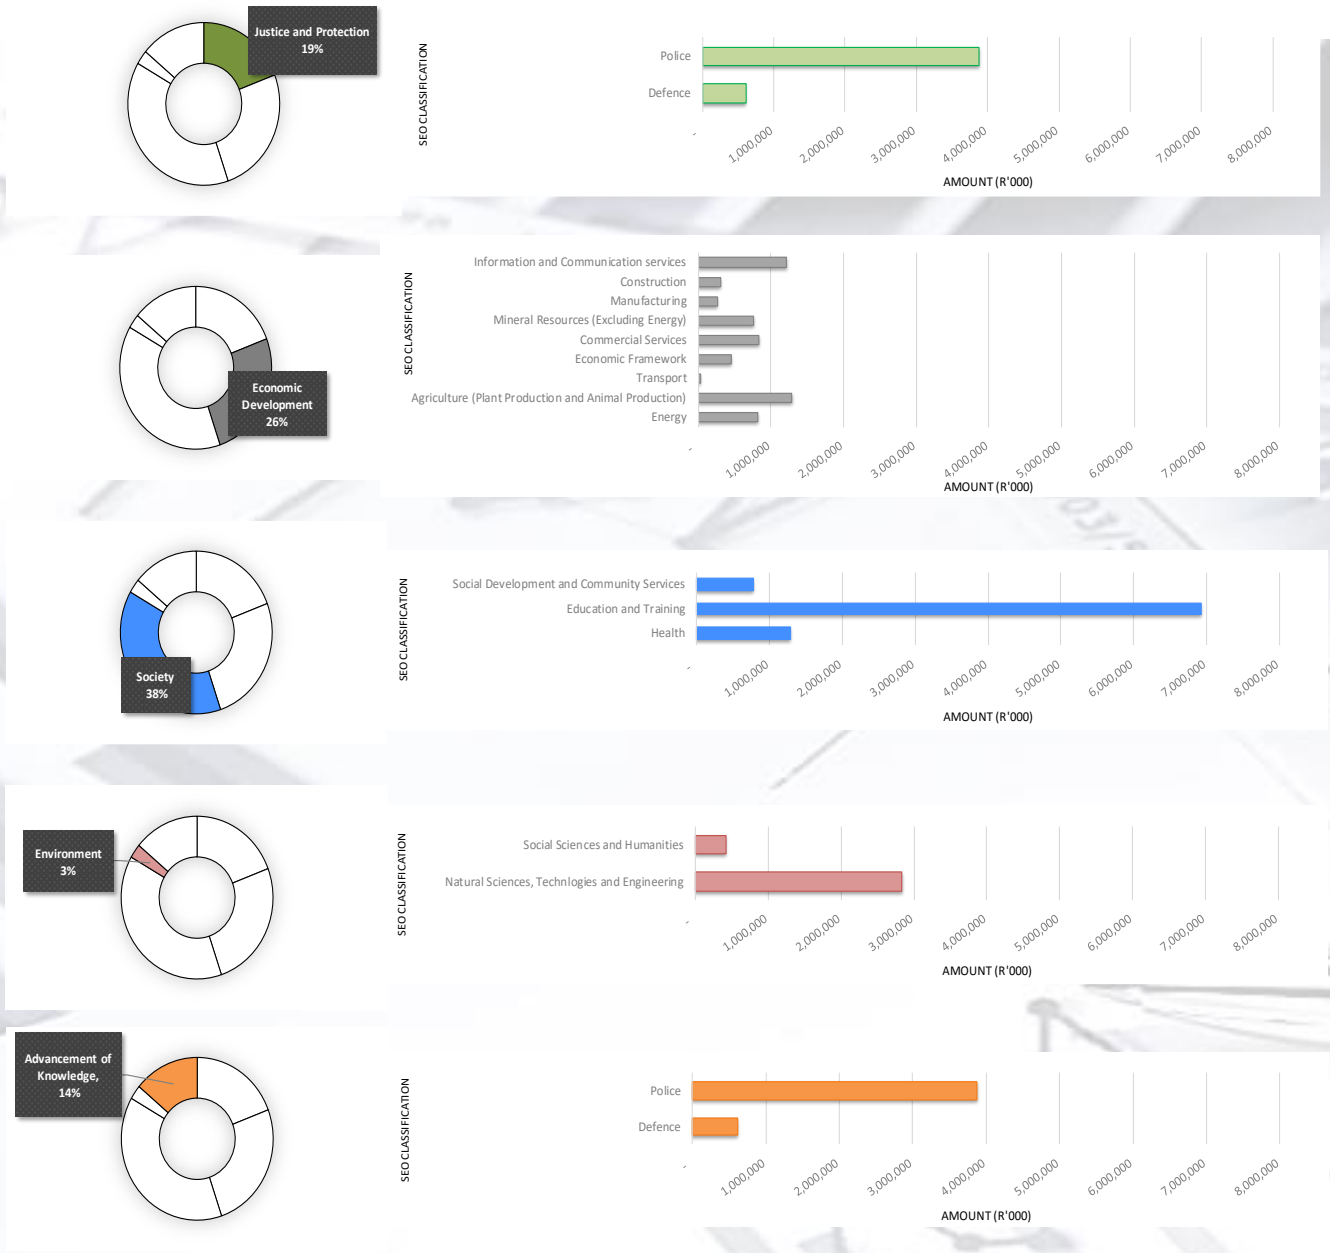 Justice and Protection
19%
SEO CLASSIFICATION
Police
Defence
-
1,000,000
2,000,000
3,000,000
4,000,000
5,000,000
6,000,000
7,000,000
8,000,000
AMOUNT (R'000)
Economic
Development
26%
SEO CLASSIFICATION
Information and Communication services
Construction
Manufacturing
Mineral Resources (Excluding Energy)
Commercial Services
Economic Framework
Transport
Agriculture (Plant Production and Animal Production)
Energy
-
1,000,000
2,000,000
3,000,000
4,000,000
5,000,000
6,000,000
7,000,000
8,000,000
AMOUNT (R'000)
03/5
Society
38%
SEO CLASSIFICATION
Social Development and Community Services
Education and Training
Health
-
1,000,000
2,000,000
3,000,000
4,000,000
5,000,000
6,000,000
7,000,000
8,000,000
AMOUNT (R'000)
Environment
3%
SEO CLASSIFICATION
Social Sciences and Humanities
Natural Sciences, Technlogies and Engineering
-
1,000,000
2,000,000
3,000,000
4,000,000
5,000,000
6,000,000
7,000,000
8,000,000
AMOUNT (R'000)
Advancement of
Knowledge,
14%
SEO CLASSIFICATION
Police
Defence
-
1,000,000
2,000,000
3,000,000
4,000,000
5,000,000
6,000,000
7,000,000
8,000,000
AMOUNT (R'000)